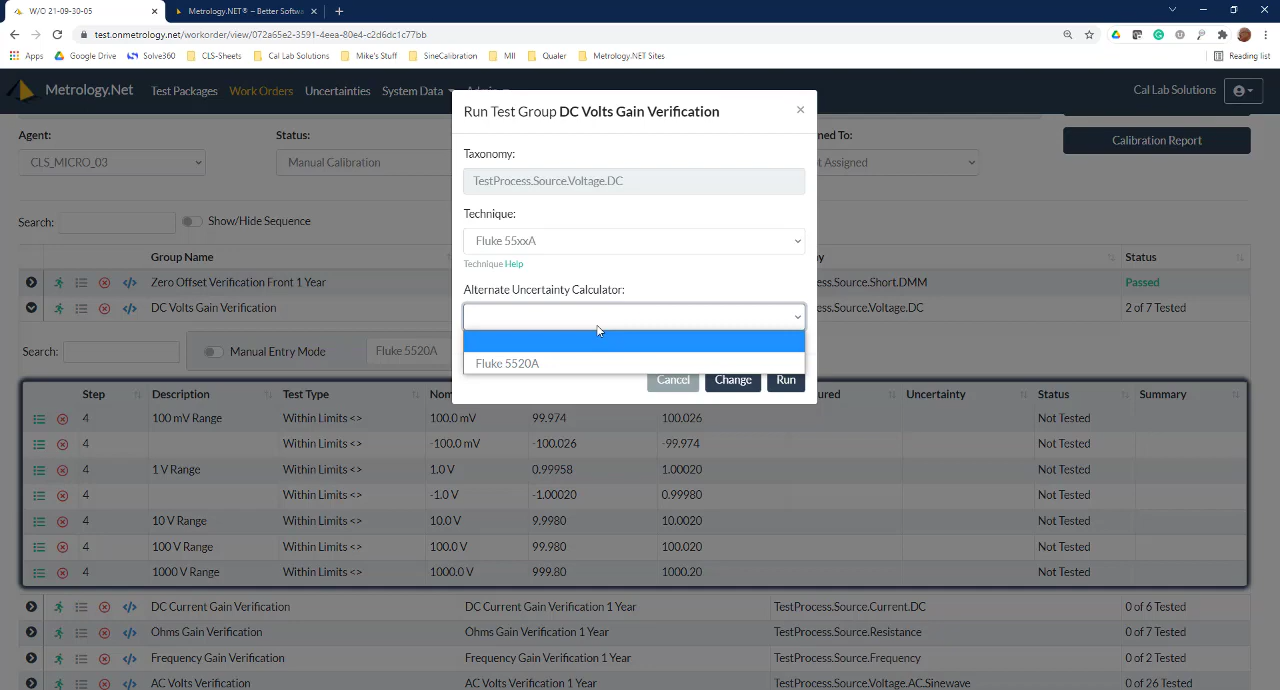 W/O 21-09-30-05
Metrology.NET® – Better Softwa
test.onmetrology.net/workorder/view/072a65e2-3591-4eea-80e4-c2d6dc1c77bb
Apps Google Drive Solve360 CLS-Sheets Cal Lab Solutions Mike's Stuff SineCalibration MII Qualer Metrology.NET Sites Reading list
Metrology.Net Test Packages Work Orders Uncertainties System Data Cal Lab Solutions
Run Test Group DC Volts Gain Verification
Agent: Status:
CLS_MICRO_03 Manual Calibration
Calibration Report
Taxonomy:
TestProcess.Source.Voltage.DC
Technique:
Fluke 55xxA
Technique Help
Alternate Uncertainty Calculator:
Fluke 5520A
Cancel Change Run
Search: Show/Hide Sequence
Group Name Status
Zero Offset Verification Front 1 Year ess.Source.Short.DMM Passed
DC Volts Gain Verification ess.Source.Voltage.DC 2 of 7 Tested
Search: Manual Entry Mode Fluke 5520A
Step Description Test Type Nom ured Uncertainty Status Summary
4 100 mV Range Within Limits <> 100.0 mV 99.974 100.026 Not Tested
4 Within Limits <> -100.0 mV -100.026 -99.974 Not Tested
4 1 V Range Within Limits <> 1.0 V 0.99958 1.00020 Not Tested
4 Within Limits <> -1.0 V -1.00020 0.99980 Not Tested
4 10 V Range Within Limits <> 10.0 V 9.9980 10.0020 Not Tested
4 100 V Range Within Limits <> 100.0 V 99.980 100.020 Not Tested
4 1000 V Range Within Limits <> 1000.0 V 999.80 1000.20 Not Tested
DC Current Gain Verification DC Current Gain Verification 1 Year TestProcess.Source.Current.DC 0 of 6 Tested
Ohms Gain Verification Ohms Gain Verification 1 Year TestProcess.Source.Resistance 0 of 7 Tested
Frequency Gain Verification Frequency Gain Verification 1 Year TestProcess.Source.Frequency 0 of 2 Tested
AC Volts Verification AC Volts Verification 1 Year TestProcess.Source.Voltage.AC.Sinewave 0 of 26 Tested